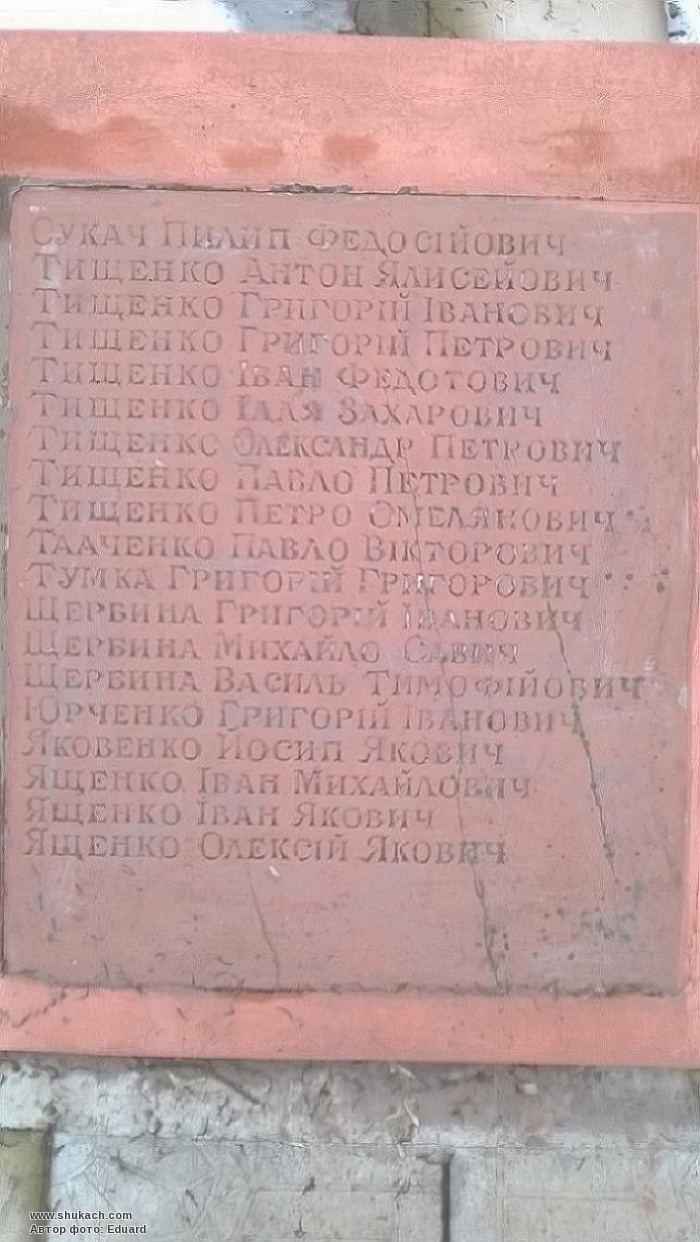 Сукач Пилип Федосійович
Тищенко Антон Ялисейович
Тищенко Григорій Іванович
Тищенко Григорій Петрович
Тищенко Іван Федотович
Тищенко Ілля Захарович
Тищенко Олександр Петрович
Тищенко Павло Петрович
Тищенко Петро Омелянович
Ткаченко Павло Вікторович
Тумка Григорій Григорович
Щербина Григорій Іванович
Щербина Михайло
Щербина Василь Тимофійович
Юрченко Григорій Іванович
Яковенко Йосип Якович
Ященко Іван Михайлович
Ященко Іван Якович
Ященко Олексій Якович
www.shukach.com
Автор фото: Eduard